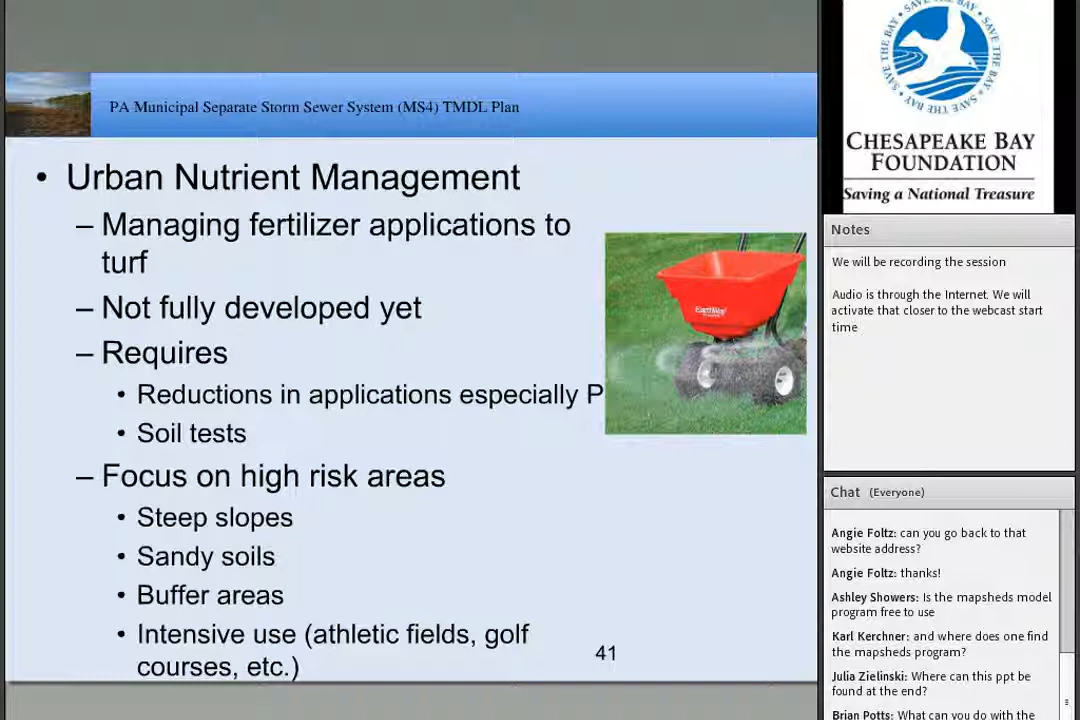 PA Municipal Separate Storm Sewer System (MS4) TMDL Plan
• Urban Nutrient Management
– Managing fertilizer applications to
turf
– Not fully developed yet
– Requires
• Reductions in applications especially P
• Soil tests
– Focus on high risk areas
• Steep slopes
• Sandy soils
• Buffer areas
• Intensive use (athletic fields, golf
courses, etc.)
41
EarthWay
SAVE THE BAY • SAVE THE BAY • SAVE THE BAY • SAVE THE BAY •
CHESAPEAKE BAY
FOUNDATION
Saving a National Treasure
Notes
We will be recording the session
Audio is through the Internet. We will
activate that closer to the webcast start
time
Chat (Everyone)
Angie Foltz: can you go back to that
website address?
Angie Foltz: thanks!
Ashley Showers: Is the mapsheds model
program free to use
Karl Kerchner: and where does one find
the mapsheds program?
Julia Zielinski: Where can this ppt be
found at the end?
Brian Potts: What can you do with the